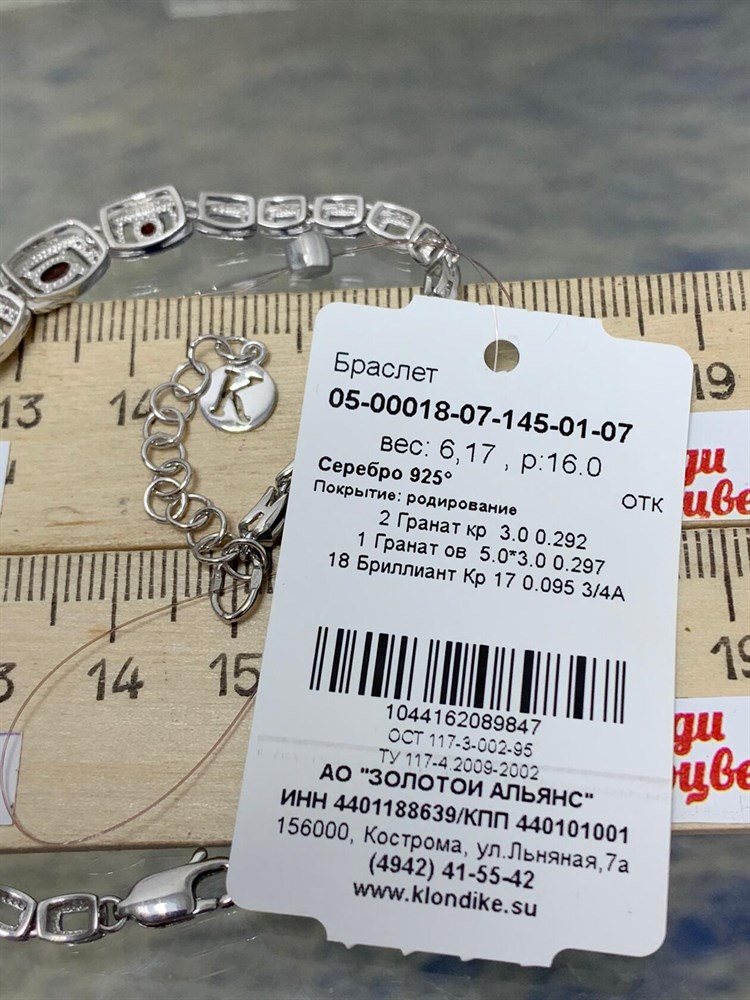 Браслет
05-00018-07-145-01-07
вес: 6,17 , р:16.0
Серебро 925°
ОТК
Покрытие: родирование
2 Гранат кр 3.0 0.292
1 Гранат ов 5.0*3.0 0.297
18 Бриллиант Кр 17 0.095 3/4А
1044162089847
ОСТ 117-3-002-95
ТУ 117-4.2009-2002
АО "ЗОЛОТОЙ АЛЬЯНС"
ИНН 4401188639/КПП 440101001
156000, Кострома, ул.Льняная,7а
(4942) 41-55-42
www.klondike.su
K
13
14
19
14
15
19